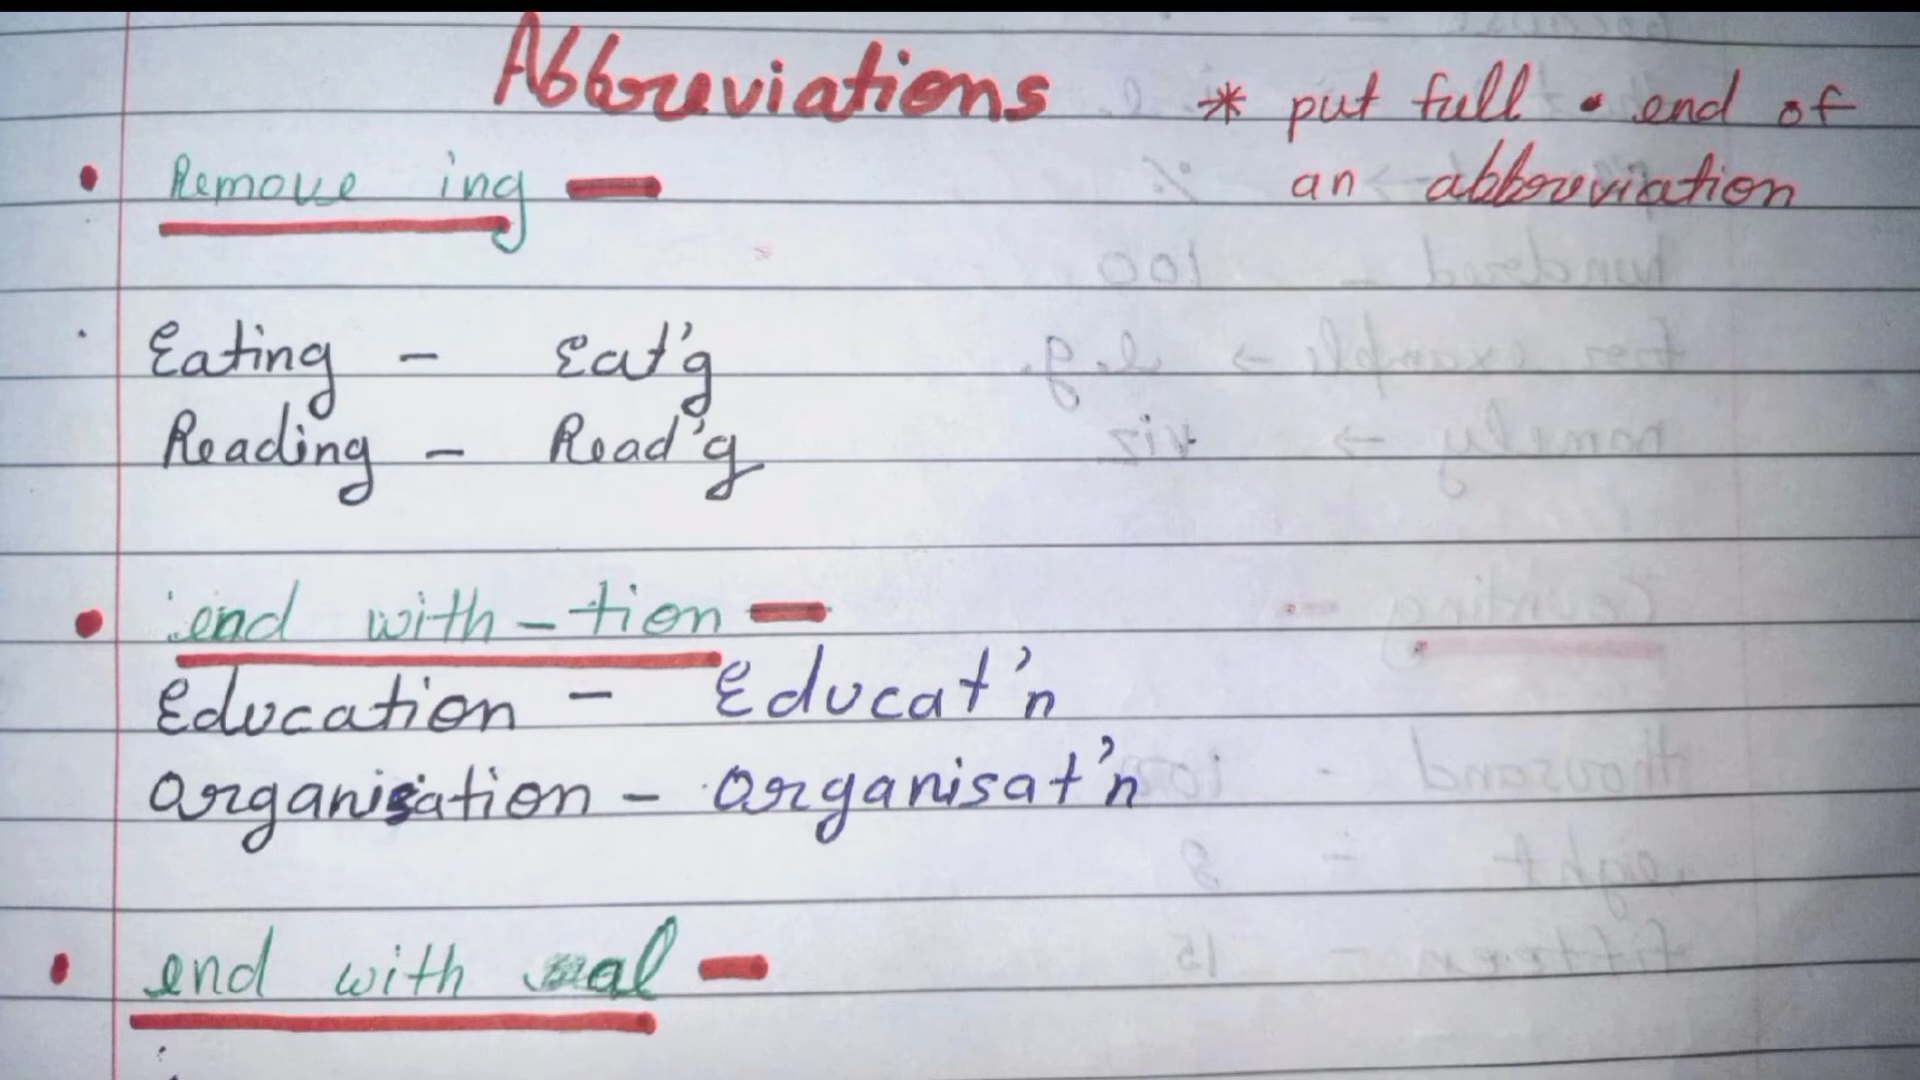 Abbreviations
* put full • end of
an abbreviation
• Remove ing -
Eating - Eat'g
Reading - Read'g
• end with - tion -
Education - Educat'n
Organisation - Organisat'n
• end with al -